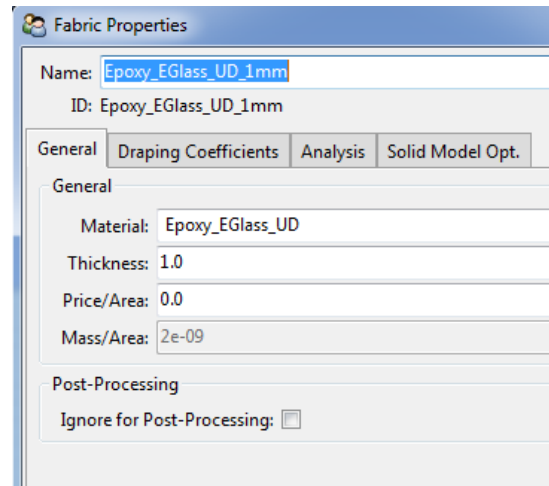 Fabric Properties
Name: Epoxy_EGlass_UD_1mm
ID: Epoxy_EGlass_UD_1mm
General Draping Coefficients Analysis Solid Model Opt.
General
Material: Epoxy_EGlass_UD
Thickness: 1.0
Price/Area: 0.0
Mass/Area: 2e-09
Post-Processing
Ignore for Post-Processing: